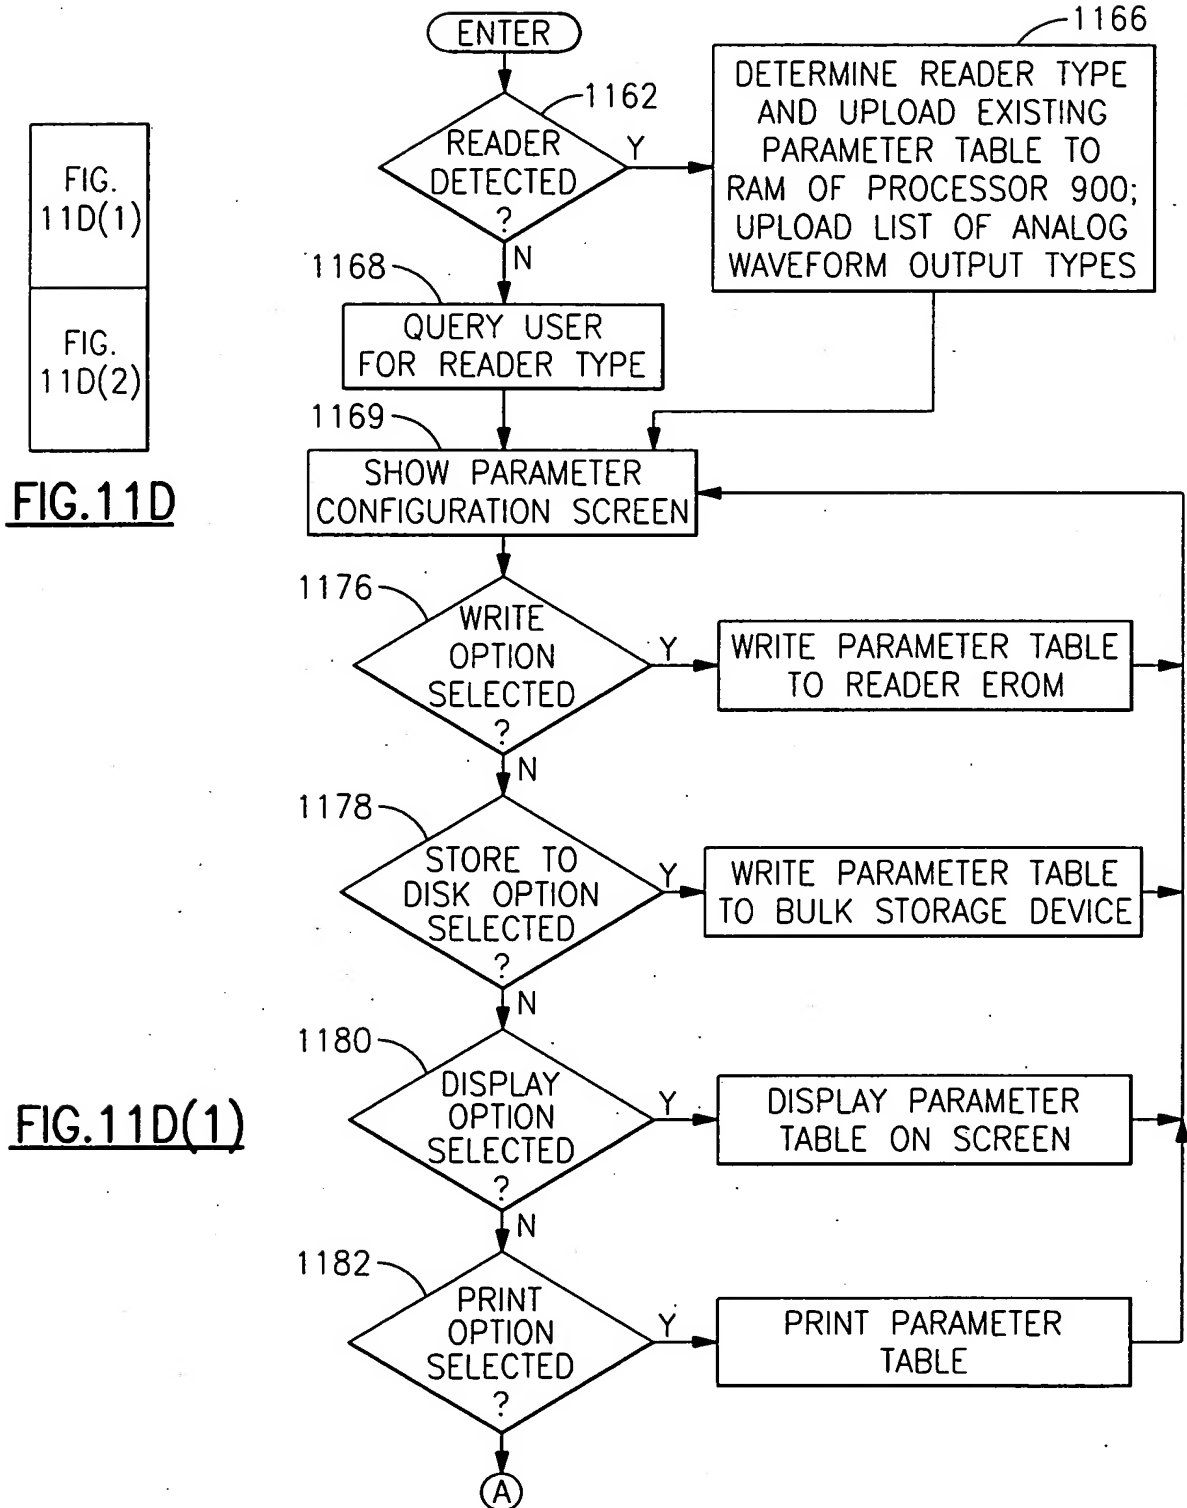 ENTER
1162
READER
DETECTED
?
Y
N
1166
DETERMINE READER TYPE
AND UPLOAD EXISTING
PARAMETER TABLE TO
RAM OF PROCESSOR 900;
UPLOAD LIST OF ANALOG
WAVEFORM OUTPUT TYPES
FIG.
11D(1)
FIG.
11D(2)
FIG.11D
1168
QUERY USER
FOR READER TYPE
1169
SHOW PARAMETER
CONFIGURATION SCREEN
1176
WRITE
OPTION
SELECTED
?
Y
N
WRITE PARAMETER TABLE
TO READER EROM
1178
STORE TO
DISK OPTION
SELECTED
?
Y
N
WRITE PARAMETER TABLE
TO BULK STORAGE DEVICE
1180
DISPLAY
OPTION
SELECTED
?
Y
N
DISPLAY PARAMETER
TABLE ON SCREEN
FIG.11D(1)
1182
PRINT
OPTION
SELECTED
?
Y
PRINT PARAMETER
TABLE
A